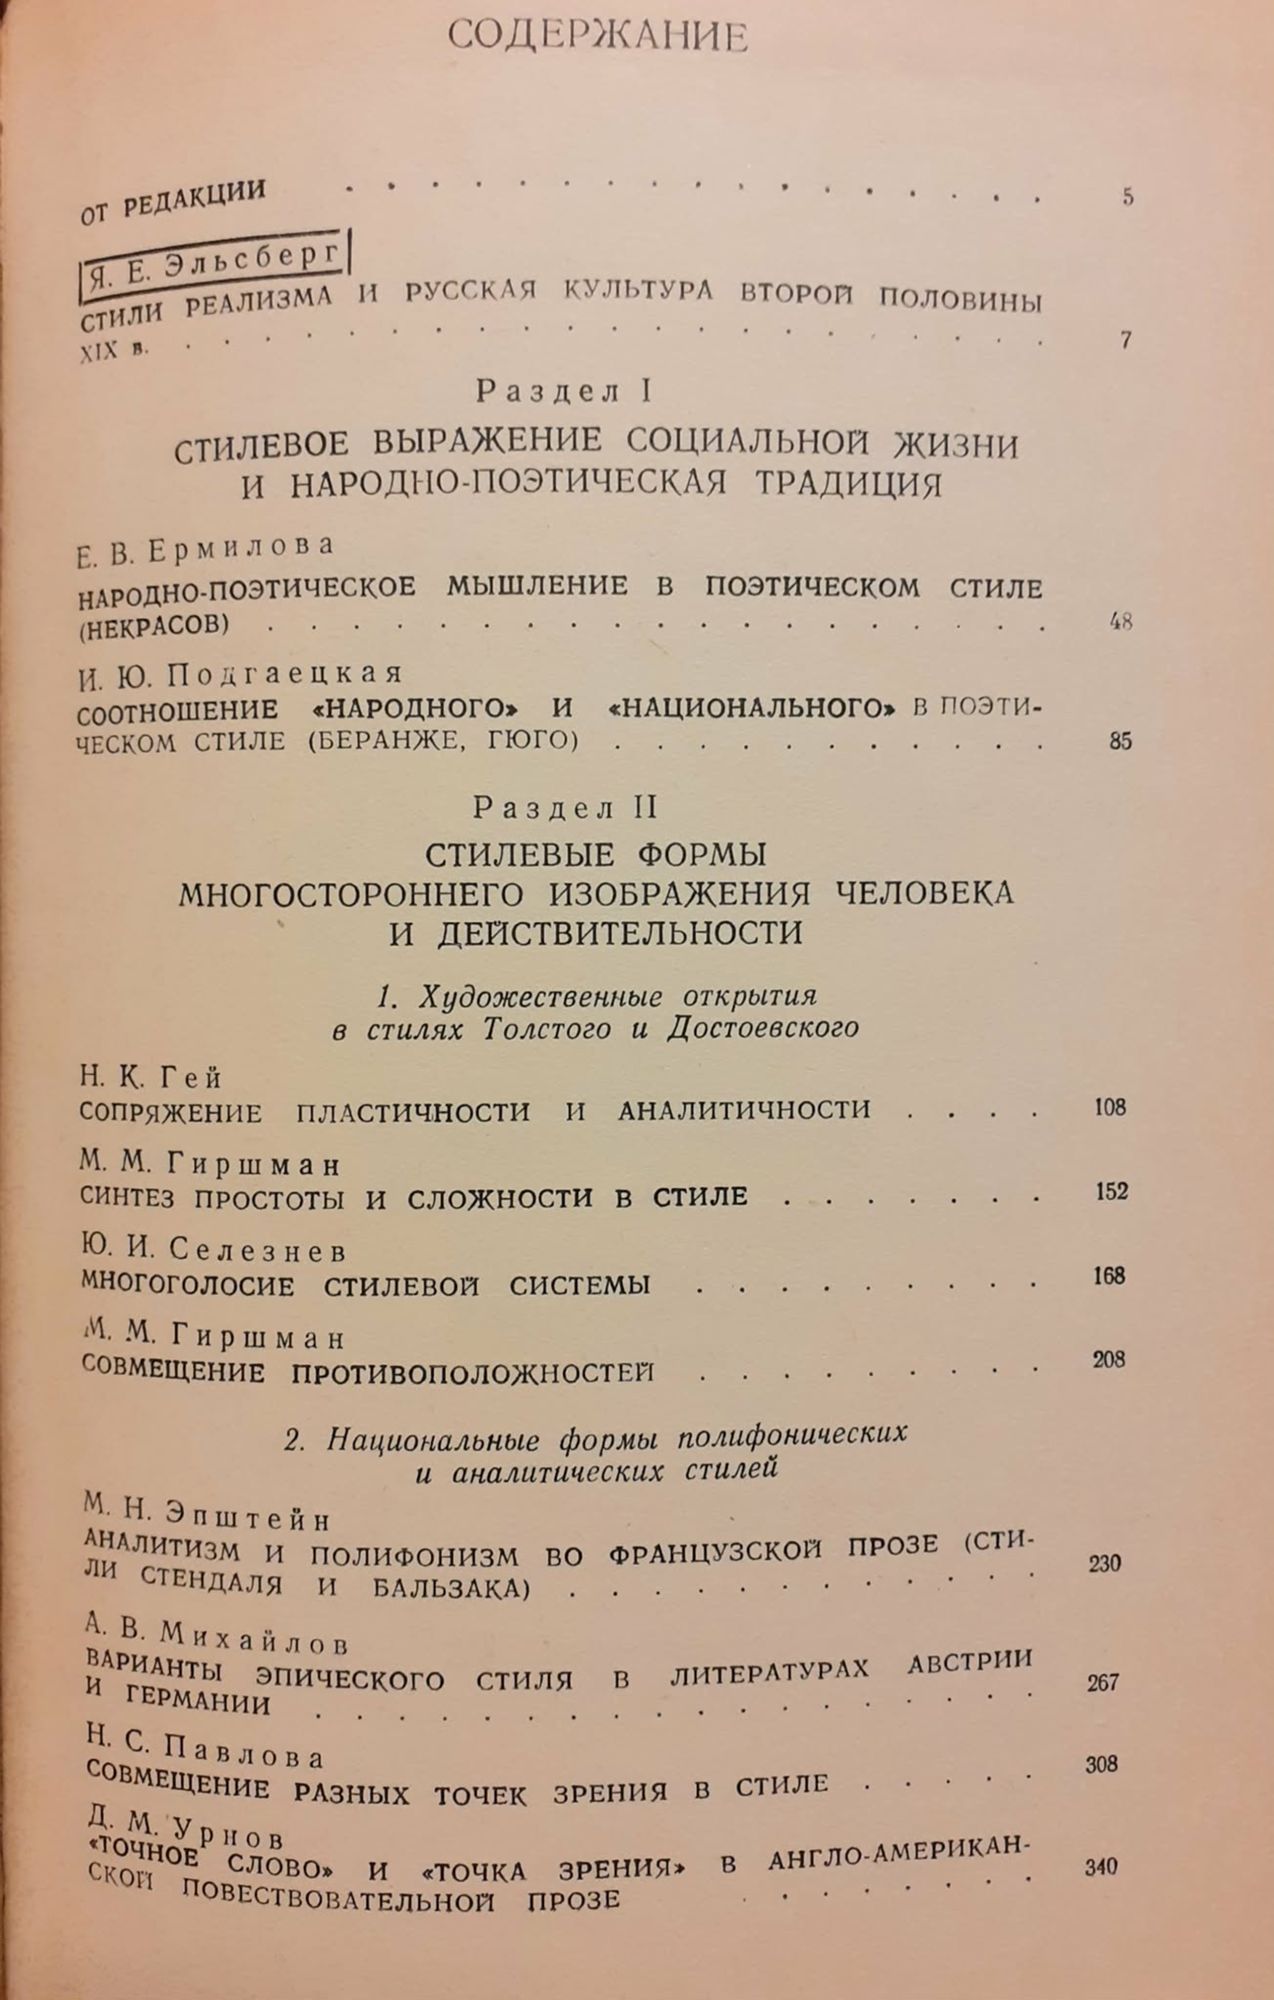 СОДЕРЖАНИЕ
ОТ РЕДАКЦИИ . . . . . . . . . . . . . . . . . 5
Я. Е. Эльсберг
СТИЛИ РЕАЛИЗМА И РУССКАЯ КУЛЬТУРА ВТОРОЙ ПОЛОВИНЫ
XIX в. . . . . . . . . . . . . . . . . . . . . . 7
Раздел I
СТИЛЕВОЕ ВЫРАЖЕНИЕ СОЦИАЛЬНОЙ ЖИЗНИ
И НАРОДНО-ПОЭТИЧЕСКАЯ ТРАДИЦИЯ
Е. В. Ермилова
НАРОДНО-ПОЭТИЧЕСКОЕ МЫШЛЕНИЕ В ПОЭТИЧЕСКОМ СТИЛЕ
(НЕКРАСОВ) . . . . . . . . . . . . . . . . . . . 48
И. Ю. Подгаецкая
СООТНОШЕНИЕ «НАРОДНОГО» И «НАЦИОНАЛЬНОГО» В ПОЭТИ-
ЧЕСКОМ СТИЛЕ (БЕРАНЖЕ, ГЮГО) . . . . . . . . . . . 85
Раздел II
СТИЛЕВЫЕ ФОРМЫ
МНОГОСТОРОННЕГО ИЗОБРАЖЕНИЯ ЧЕЛОВЕКА
И ДЕЙСТВИТЕЛЬНОСТИ
1. Художественные открытия
в стилях Толстого и Достоевского
Н. К. Гей
СОПРЯЖЕНИЕ ПЛАСТИЧНОСТИ И АНАЛИТИЧНОСТИ . . . . 108
М. М. Гиршман
СИНТЕЗ ПРОСТОТЫ И СЛОЖНОСТИ В СТИЛЕ . . . . . . . 152
Ю. И. Селезнев
МНОГОГОЛОСИЕ СТИЛЕВОЙ СИСТЕМЫ . . . . . . . . . 168
М. М. Гиршман
СОВМЕЩЕНИЕ ПРОТИВОПОЛОЖНОСТЕЙ . . . . . . . . . 208
2. Национальные формы полифонических
и аналитических стилей
М. Н. Эпштейн
АНАЛИТИЗМ И ПОЛИФОНИЗМ ВО ФРАНЦУЗСКОЙ ПРОЗЕ (СТИ-
ЛИ СТЕНДАЛЯ И БАЛЬЗАКА) . . . . . . . . . . . . 230
А. В. Михайлов
ВАРИАНТЫ ЭПИЧЕСКОГО СТИЛЯ В ЛИТЕРАТУРАХ АВСТРИИ
И ГЕРМАНИИ . . . . . . . . . . . . . . . . . . 267
Н. С. Павлова
СОВМЕЩЕНИЕ РАЗНЫХ ТОЧЕК ЗРЕНИЯ В СТИЛЕ . . . . . 308
Д. М. Урнов
«ТОЧНОЕ СЛОВО» И «ТОЧКА ЗРЕНИЯ» В АНГЛО-АМЕРИКАН-
СКОЙ ПОВЕСТВОВАТЕЛЬНОЙ ПРОЗЕ . . . . . . . . 340